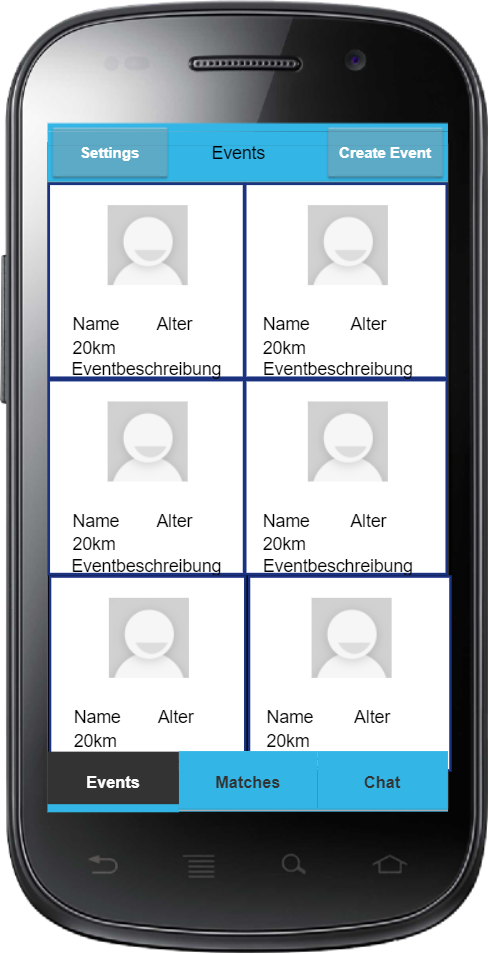 Settings Events Create Event
Name Alter Name Alter
20km 20km
Eventbeschreibung Eventbeschreibung
Name Alter Name Alter
20km 20km
Eventbeschreibung Eventbeschreibung
Name Alter Name Alter
20km 20km
Events Matches Chat